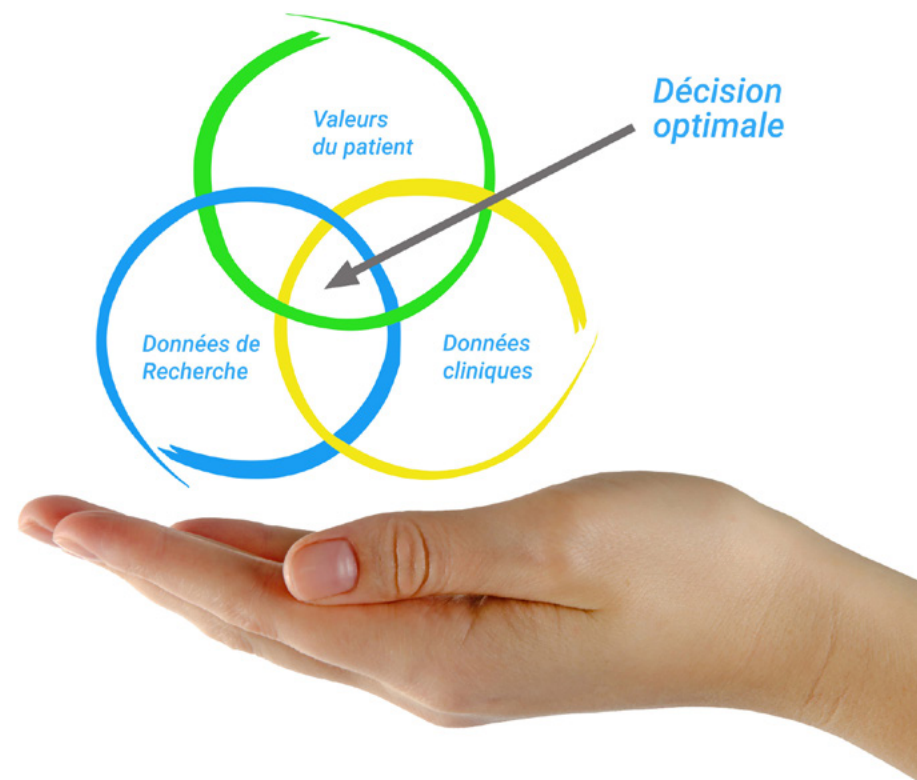 Décision
optimale
Valeurs
du patient
Données de
Recherche
Données
cliniques